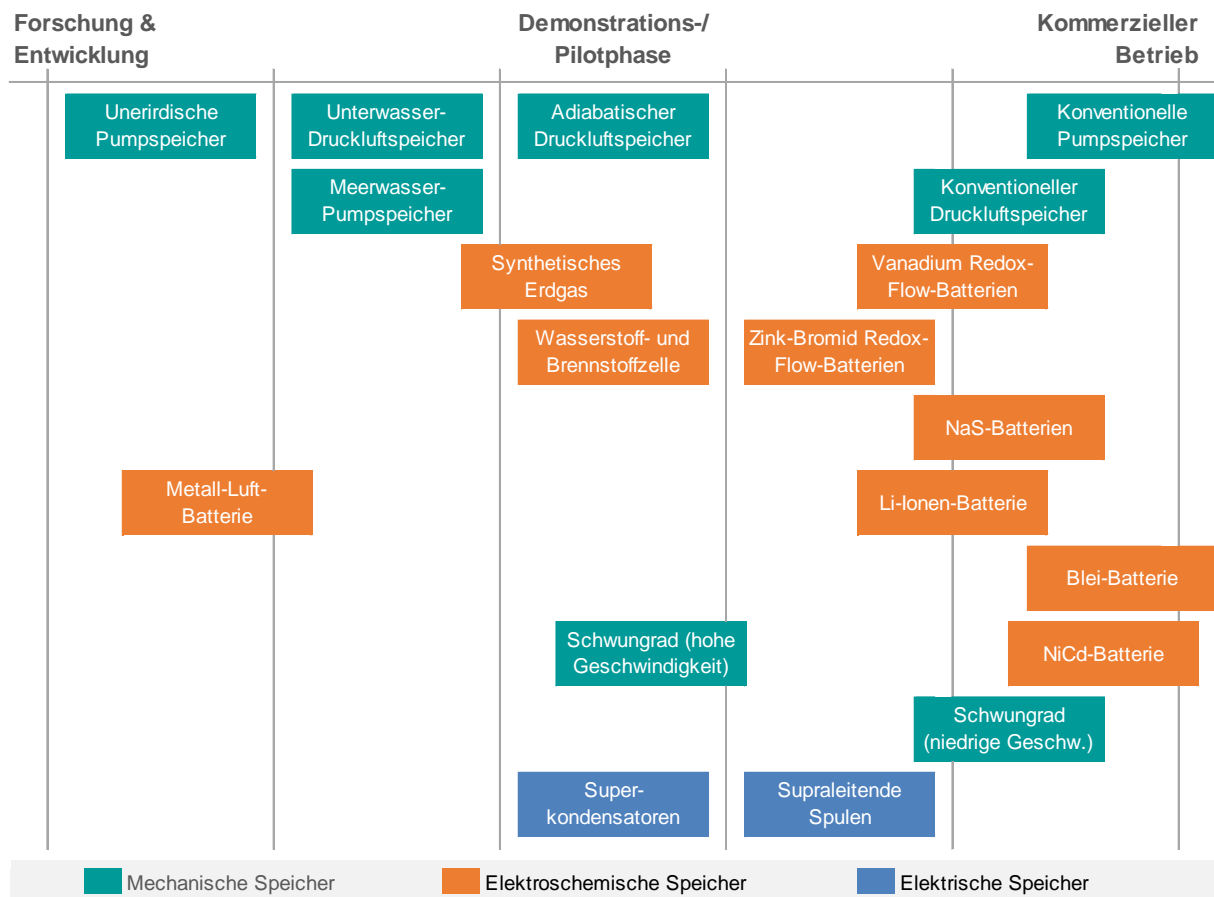 Forschung &
Entwicklung
Demonstrations-/
Pilotphase
Kommerzieller
Betrieb
Unerirdische
Pumpspeicher
Unterwasser-
Druckluftspeicher
Adiabatischer
Druckluftspeicher
Konventionelle
Pumpspeicher
Meerwasser-
Pumpspeicher
Konventioneller
Druckluftspeicher
Synthetisches
Erdgas
Vanadium Redox-
Flow-Batterien
Wasserstoff- und
Brennstoffzelle
Zink-Bromid Redox-
Flow-Batterien
NaS-Batterien
Metall-Luft-
Batterie
Li-Ionen-Batterie
Blei-Batterie
Schwungrad (hohe
Geschwindigkeit)
NiCd-Batterie
Schwungrad
(niedrige Geschw.)
Super-
kondensatoren
Supraleitende
Spulen
Mechanische Speicher
Elektroschemische Speicher
Elektrische Speicher